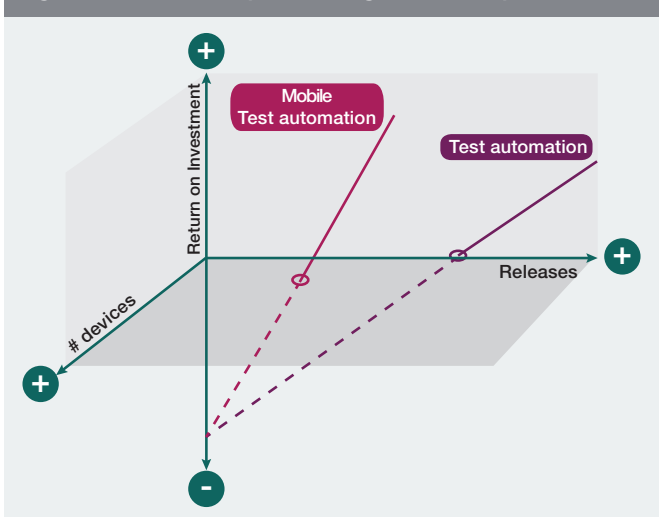 +
Mobile
Test automation
Test automation
Return on Investment
+
Releases
# devices
+
-